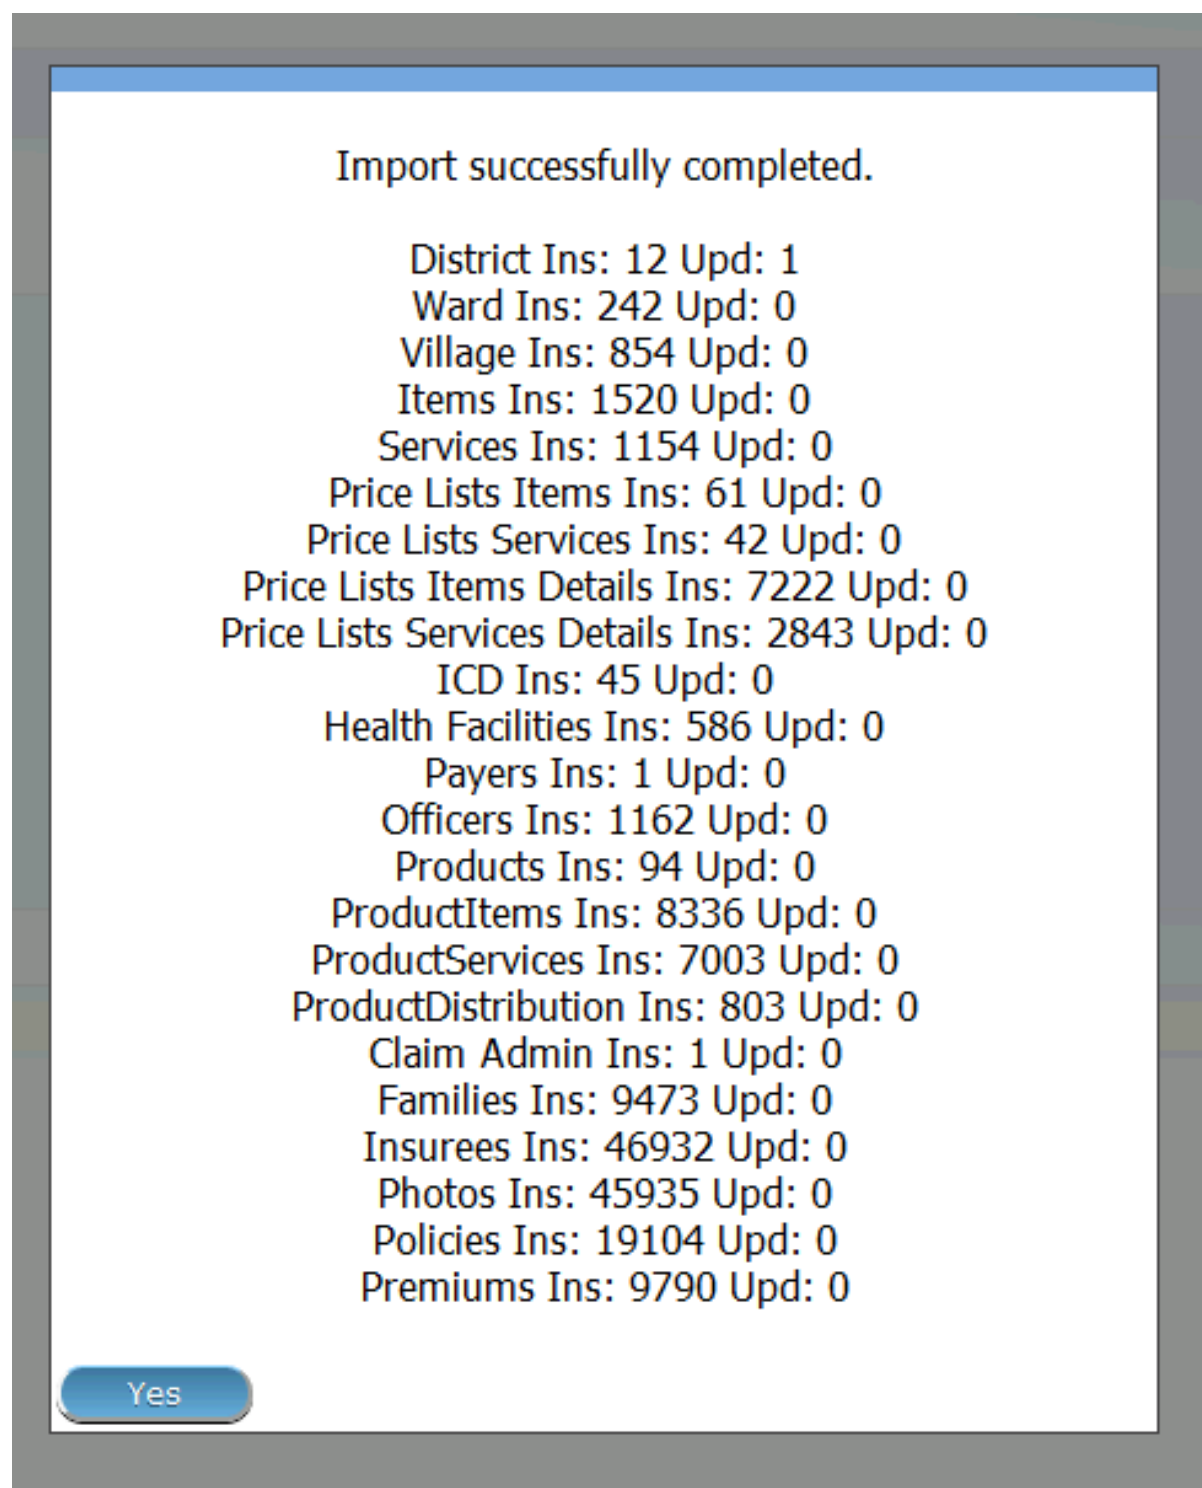 Import successfully completed.
District Ins: 12 Upd: 1
Ward Ins: 242 Upd: 0
Village Ins: 854 Upd: 0
Items Ins: 1520 Upd: 0
Services Ins: 1154 Upd: 0
Price Lists Items Ins: 61 Upd: 0
Price Lists Services Ins: 42 Upd: 0
Price Lists Items Details Ins: 7222 Upd: 0
Price Lists Services Details Ins: 2843 Upd: 0
ICD Ins: 45 Upd: 0
Health Facilities Ins: 586 Upd: 0
Payers Ins: 1 Upd: 0
Officers Ins: 1162 Upd: 0
Products Ins: 94 Upd: 0
ProductItems Ins: 8336 Upd: 0
ProductServices Ins: 7003 Upd: 0
ProductDistribution Ins: 803 Upd: 0
Claim Admin Ins: 1 Upd: 0
Families Ins: 9473 Upd: 0
Insurees Ins: 46932 Upd: 0
Photos Ins: 45935 Upd: 0
Policies Ins: 19104 Upd: 0
Premiums Ins: 9790 Upd: 0
Yes